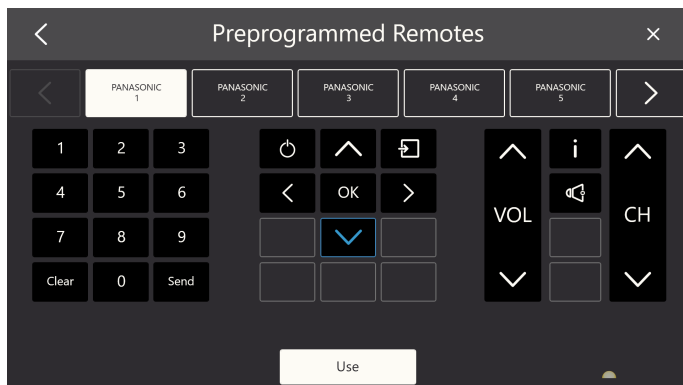 Preprogrammed Remotes
PANASONIC
1
PANASONIC
2
PANASONIC
3
PANASONIC
4
PANASONIC
5
1 2 3
4 5 6
7 8 9
Clear 0 Send
OK
VOL
i
CH
Use